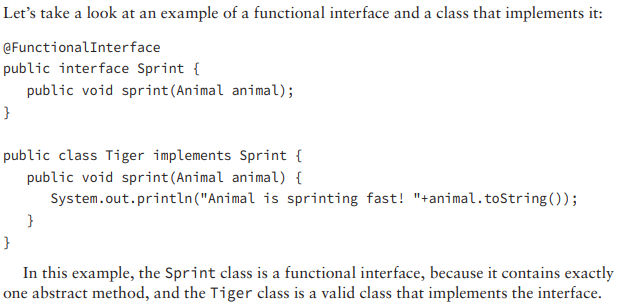 Let's take a look at an example of a functional interface and a class that implements it:
@FunctionalInterface
public interface Sprint {
   public void sprint(Animal animal);
}

public class Tiger implements Sprint {
   public void sprint(Animal animal) {
      System.out.println("Animal is sprinting fast! "+animal.toString());
   }
}
In this example, the Sprint class is a functional interface, because it contains exactly
one abstract method, and the Tiger class is a valid class that implements the interface.